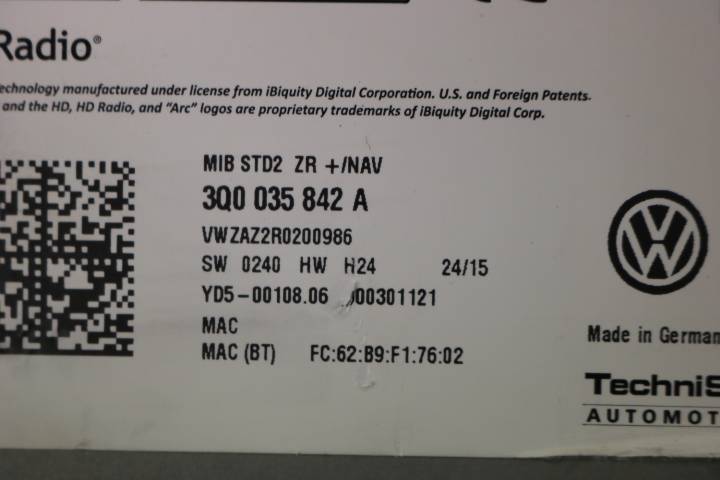 Radio®
echnology manufactured under license from iBiquity Digital Corporation. U.S. and Foreign Patents.
and the HD, HD Radio, and "Arc" logos are proprietary trademarks of iBiquity Digital Corp.
MIB STD2 ZR +/NAV
3Q0 035 842 A
VWZAZ2R0200986
SW 0240 HW H24 24/15
YD5-00108.06 00301121
MAC
MAC (BT) FC:62:B9:F1:76:02
VW
Made in German
TechniS
AUTOMOT